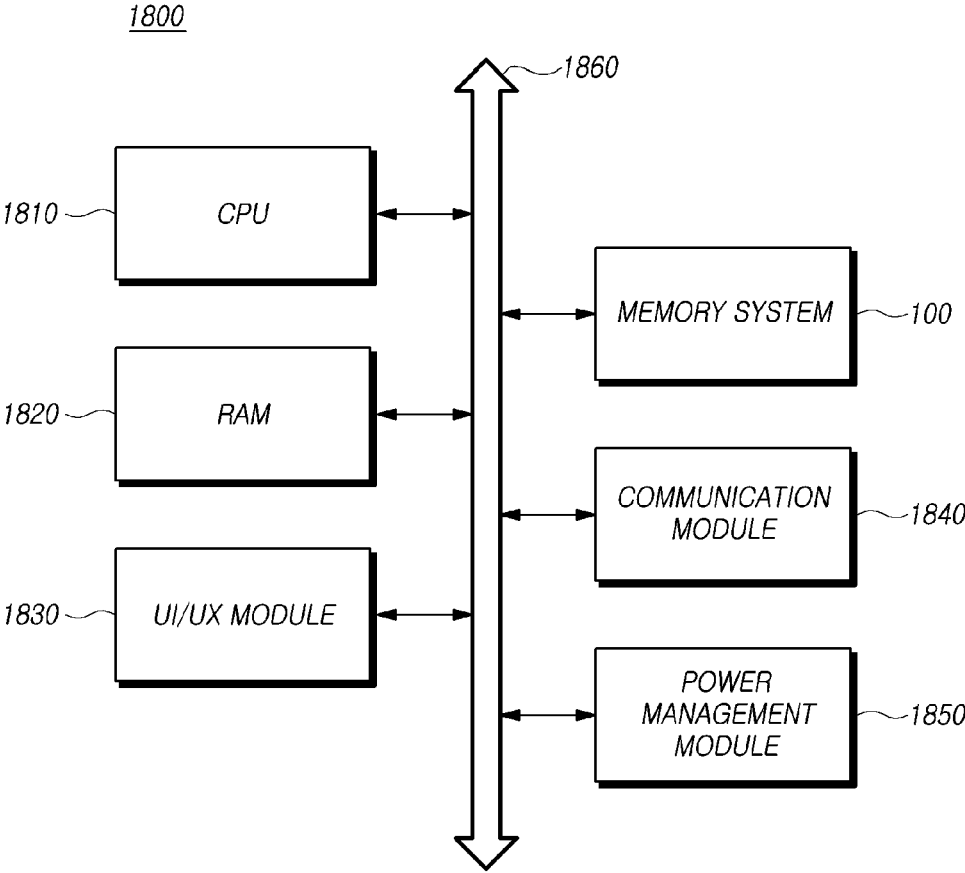 1800
1860
1810
CPU
MEMORY SYSTEM
100
1820
RAM
COMMUNICATION
MODULE
1840
1830
UI/UX MODULE
POWER
MANAGEMENT
MODULE
1850